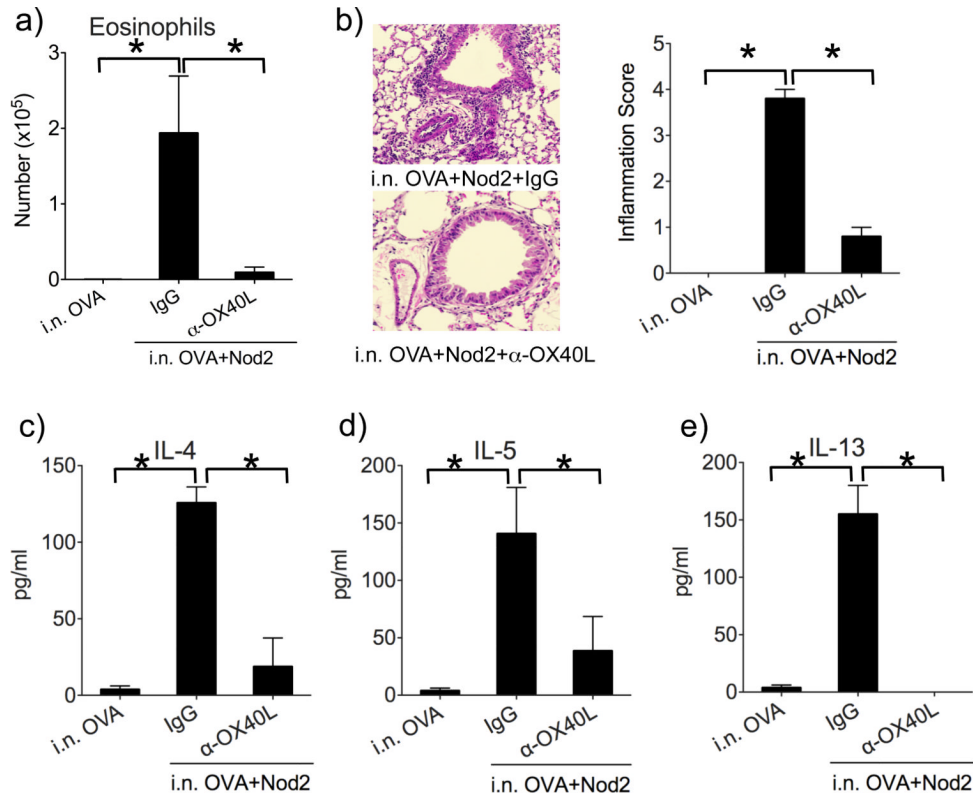 a)
Eosinophils
* *
Number (x10⁵)
3
2
1
0
i.n. OVA
IgG
α-OX40L
i.n. OVA+Nod2
b)
i.n. OVA+Nod2+IgG
i.n. OVA+Nod2+α-OX40L
* *
Inflammation Score
5
4
3
2
1
0
i.n. OVA
IgG
α-OX40L
i.n. OVA+Nod2
c)
IL-4
* *
pg/ml
150
100
50
0
i.n. OVA
IgG
α-OX40L
i.n. OVA+Nod2
d)
IL-5
* *
pg/ml
200
150
100
50
0
i.n. OVA
IgG
α-OX40L
i.n. OVA+Nod2
e)
IL-13
* *
pg/ml
200
150
100
50
0
i.n. OVA
IgG
α-OX40L
i.n. OVA+Nod2